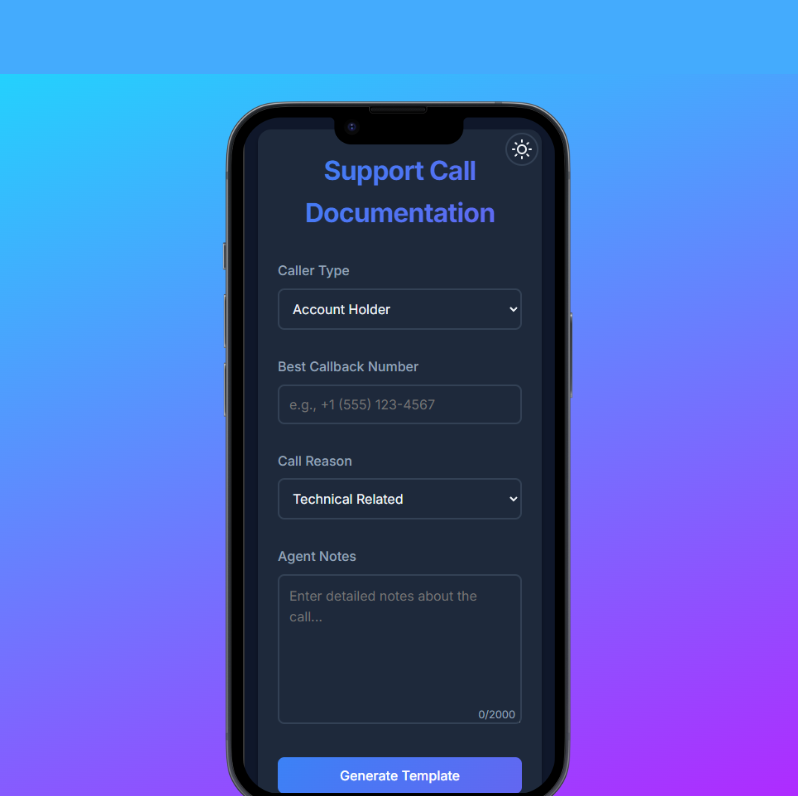 Support Call
Documentation
Caller Type
Account Holder
Best Callback Number
e.g., +1 (555) 123-4567
Call Reason
Technical Related
Agent Notes
Enter detailed notes about the
call...
0/2000
Generate Template